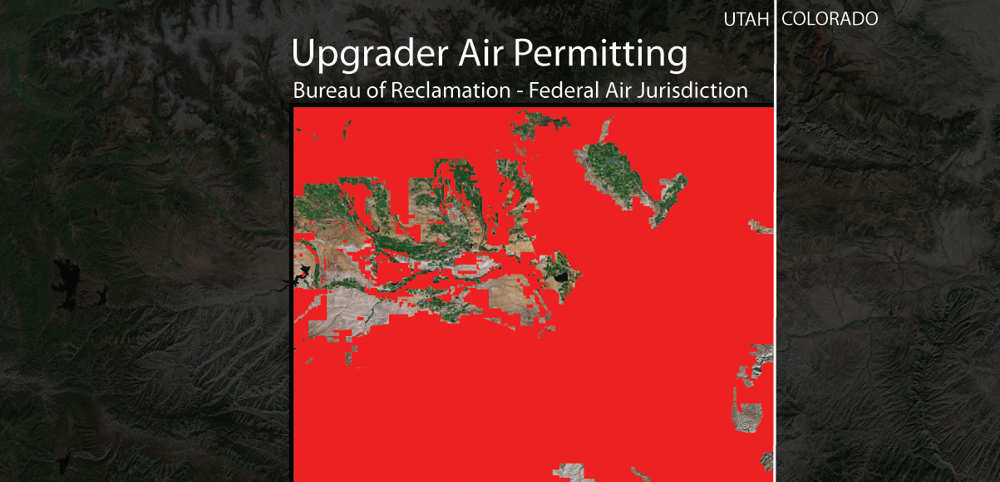 UTAH COLORADO
Upgrader Air Permitting
Bureau of Reclamation - Federal Air Jurisdiction